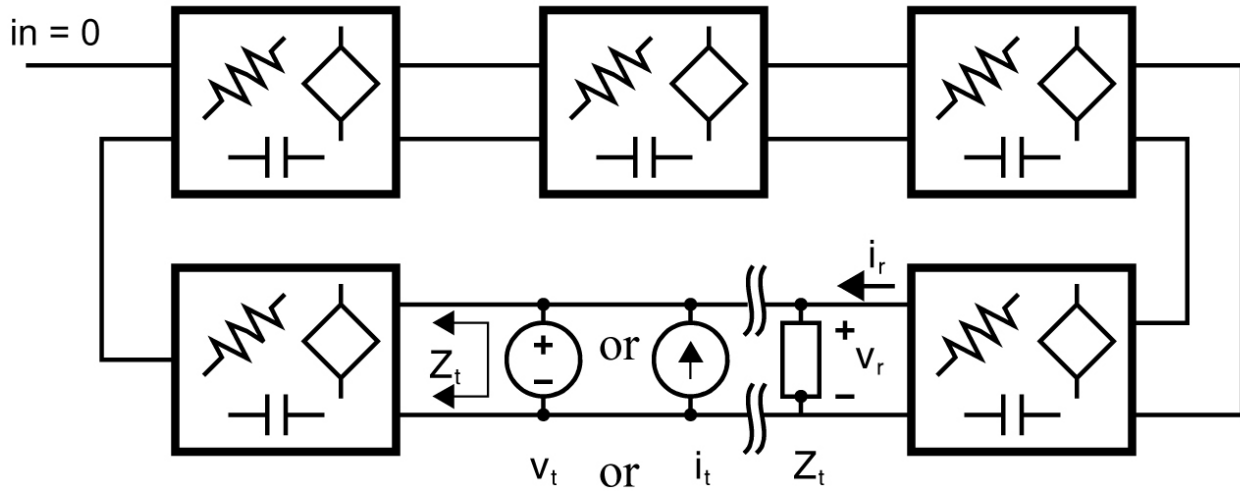 in = 0
i_r
Z_t
+
−
or
+
v_r
−
v_t or i_t
Z_t